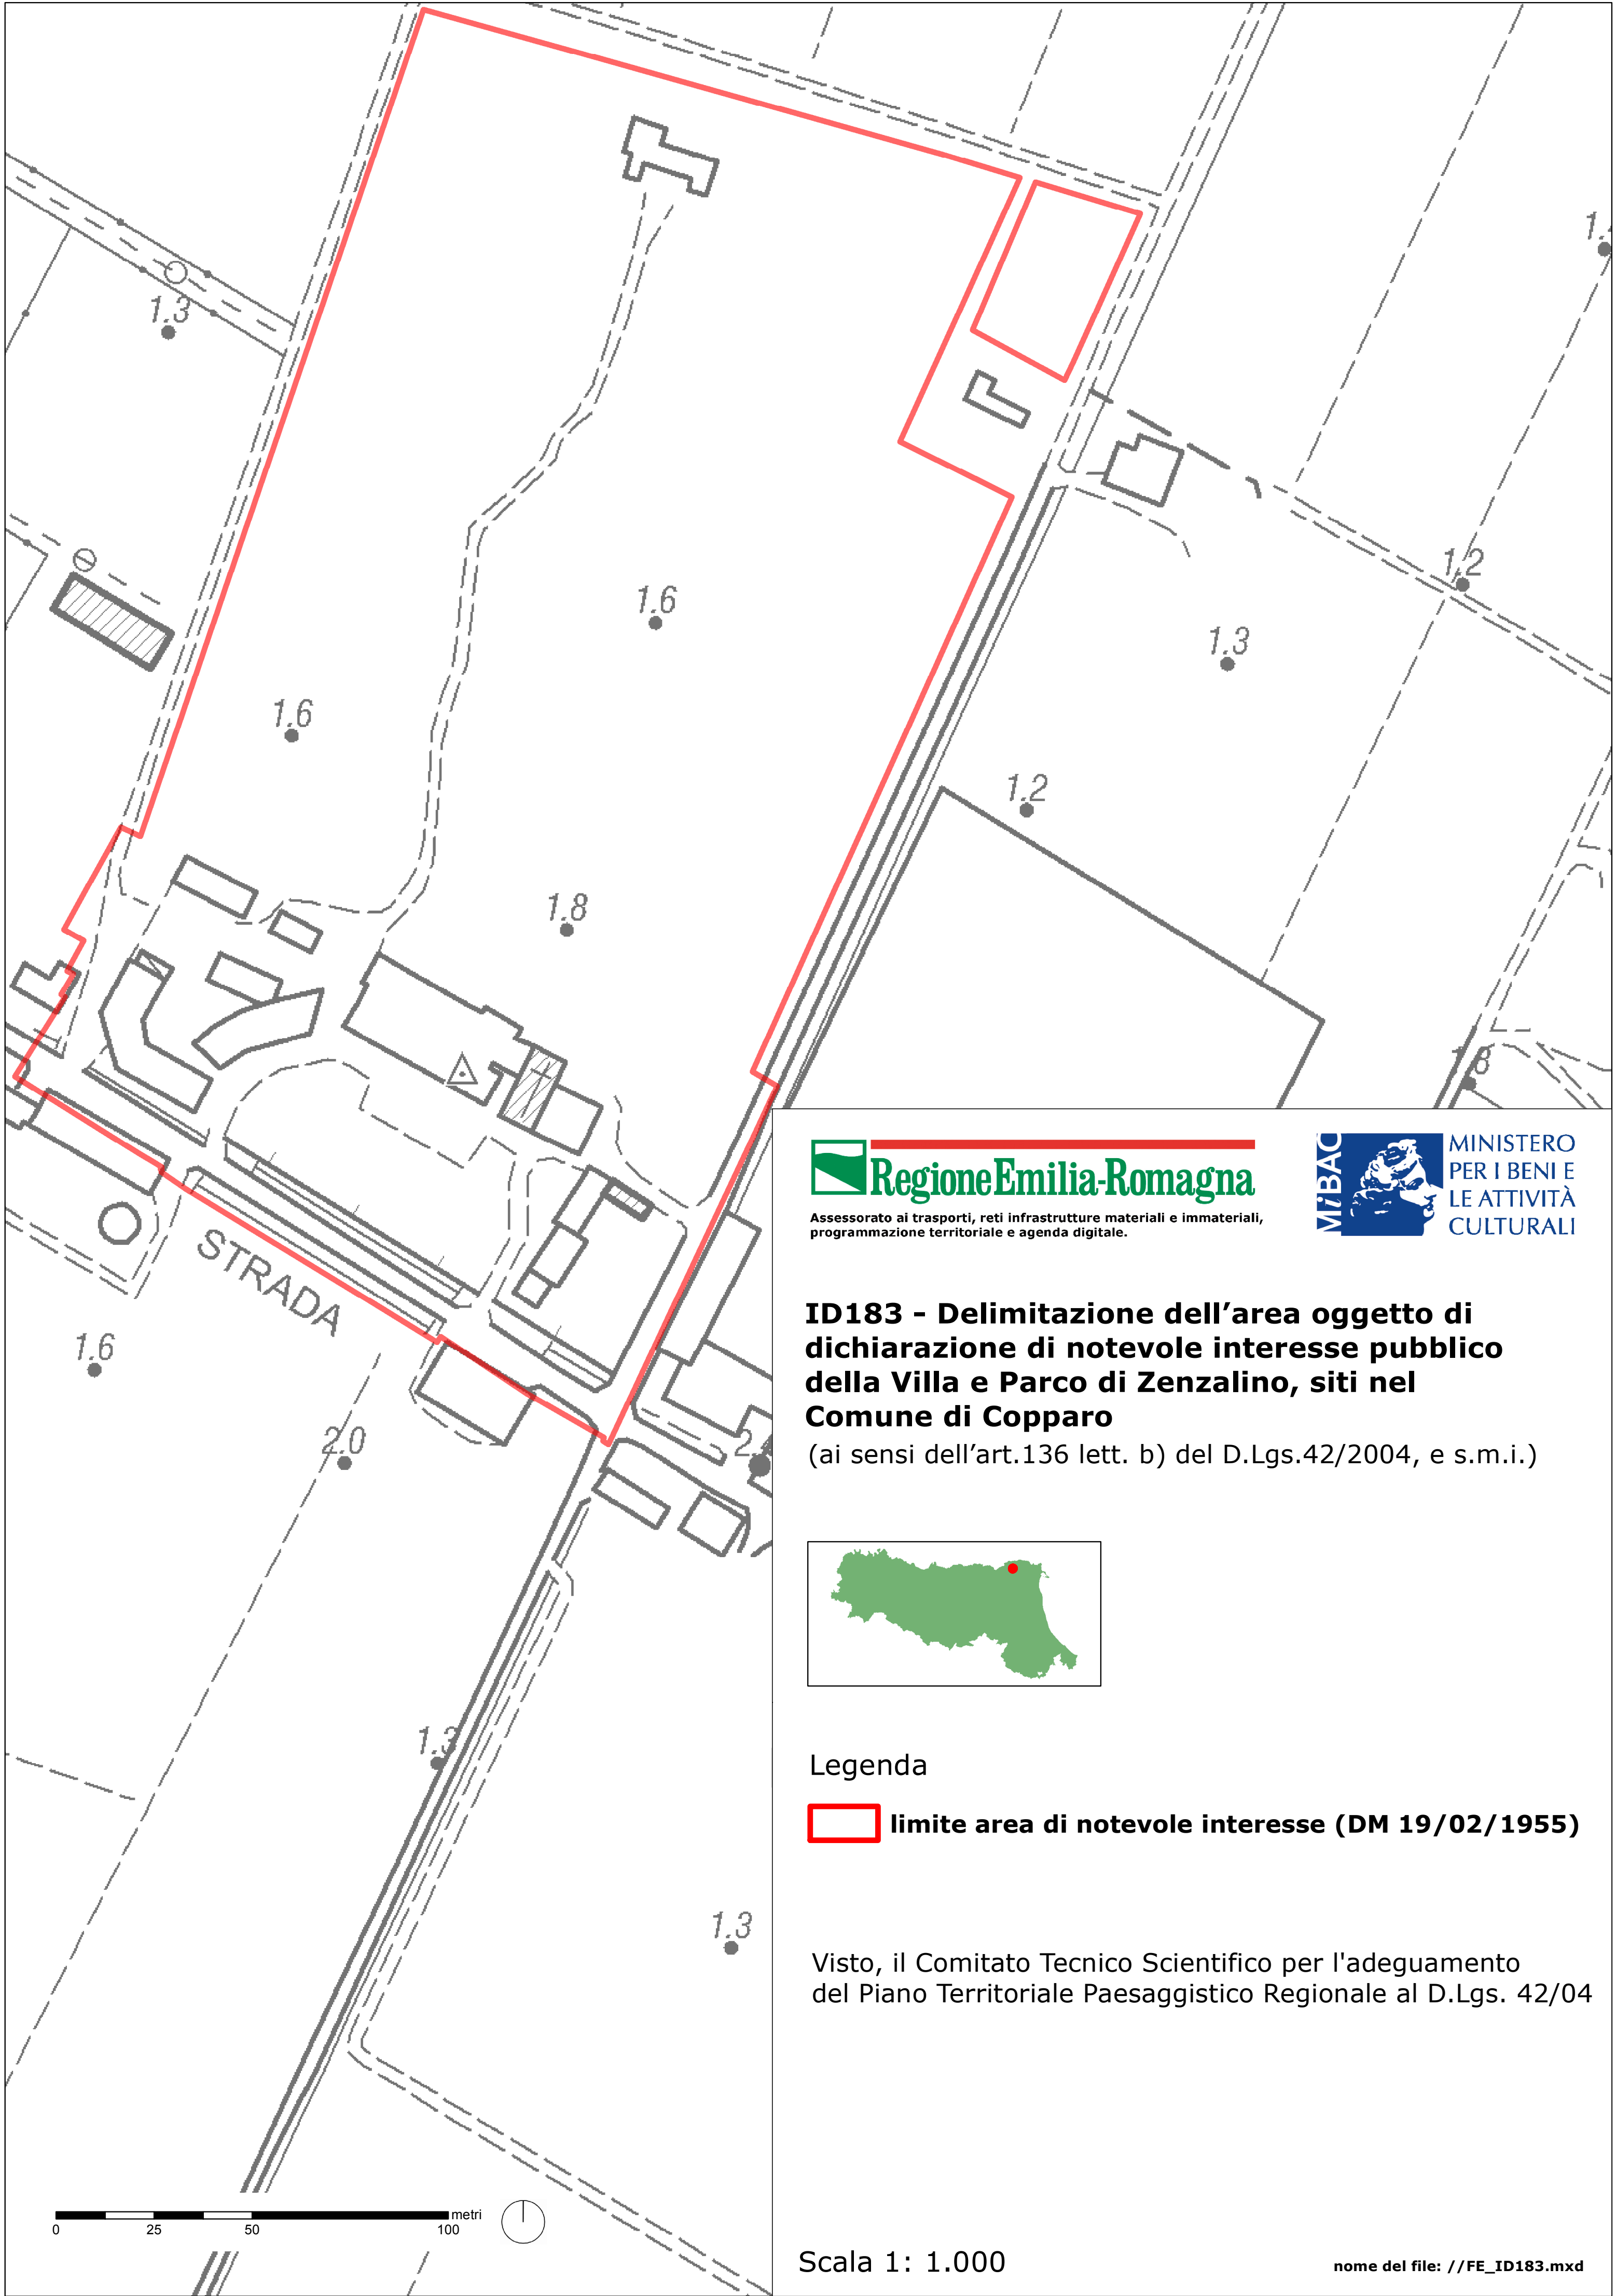 1.3
1.6
1.6
1.8
1.2
1.3
1.2
1.8
STRADA
1.6
2.0
1.3
1.3
RegioneEmilia-Romagna
Assessorato ai trasporti, reti infrastrutture materiali e immateriali,
programmazione territoriale e agenda digitale.
MiBAC
MINISTERO
PER I BENI E
LE ATTIVITÀ
CULTURALI
ID183 - Delimitazione dell’area oggetto di
dichiarazione di notevole interesse pubblico
della Villa e Parco di Zenzalino, siti nel
Comune di Copparo
(ai sensi dell’art.136 lett. b) del D.Lgs.42/2004, e s.m.i.)
Legenda
limite area di notevole interesse (DM 19/02/1955)
Visto, il Comitato Tecnico Scientifico per l'adeguamento
del Piano Territoriale Paesaggistico Regionale al D.Lgs. 42/04
metri
0 25 50 100
Scala 1: 1.000
nome del file: //FE_ID183.mxd